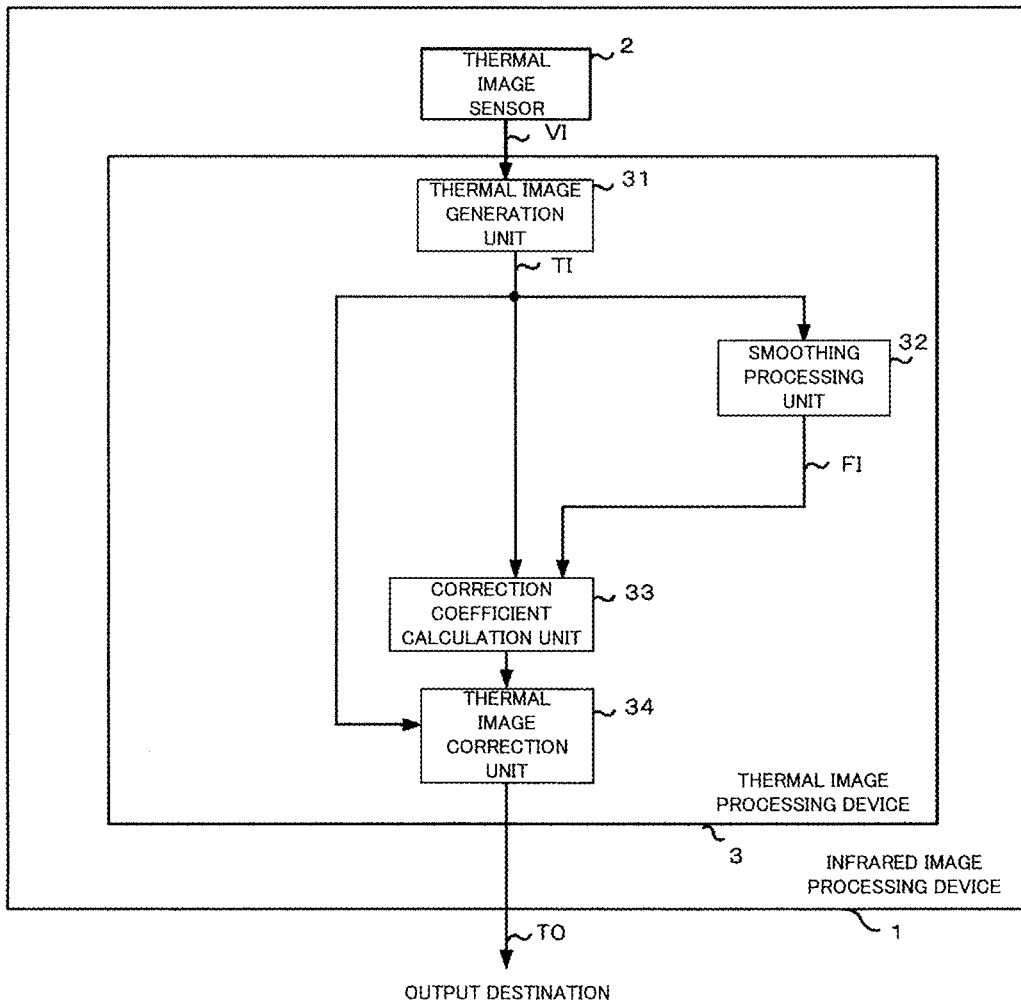 2
THERMAL
IMAGE
SENSOR
VI
31
THERMAL IMAGE
GENERATION
UNIT
TI
32
SMOOTHING
PROCESSING
UNIT
FI
CORRECTION
COEFFICIENT
CALCULATION UNIT
33
THERMAL
IMAGE
CORRECTION
UNIT
34
THERMAL IMAGE
PROCESSING DEVICE
3
INFRARED IMAGE
PROCESSING DEVICE
1
TO
OUTPUT DESTINATION